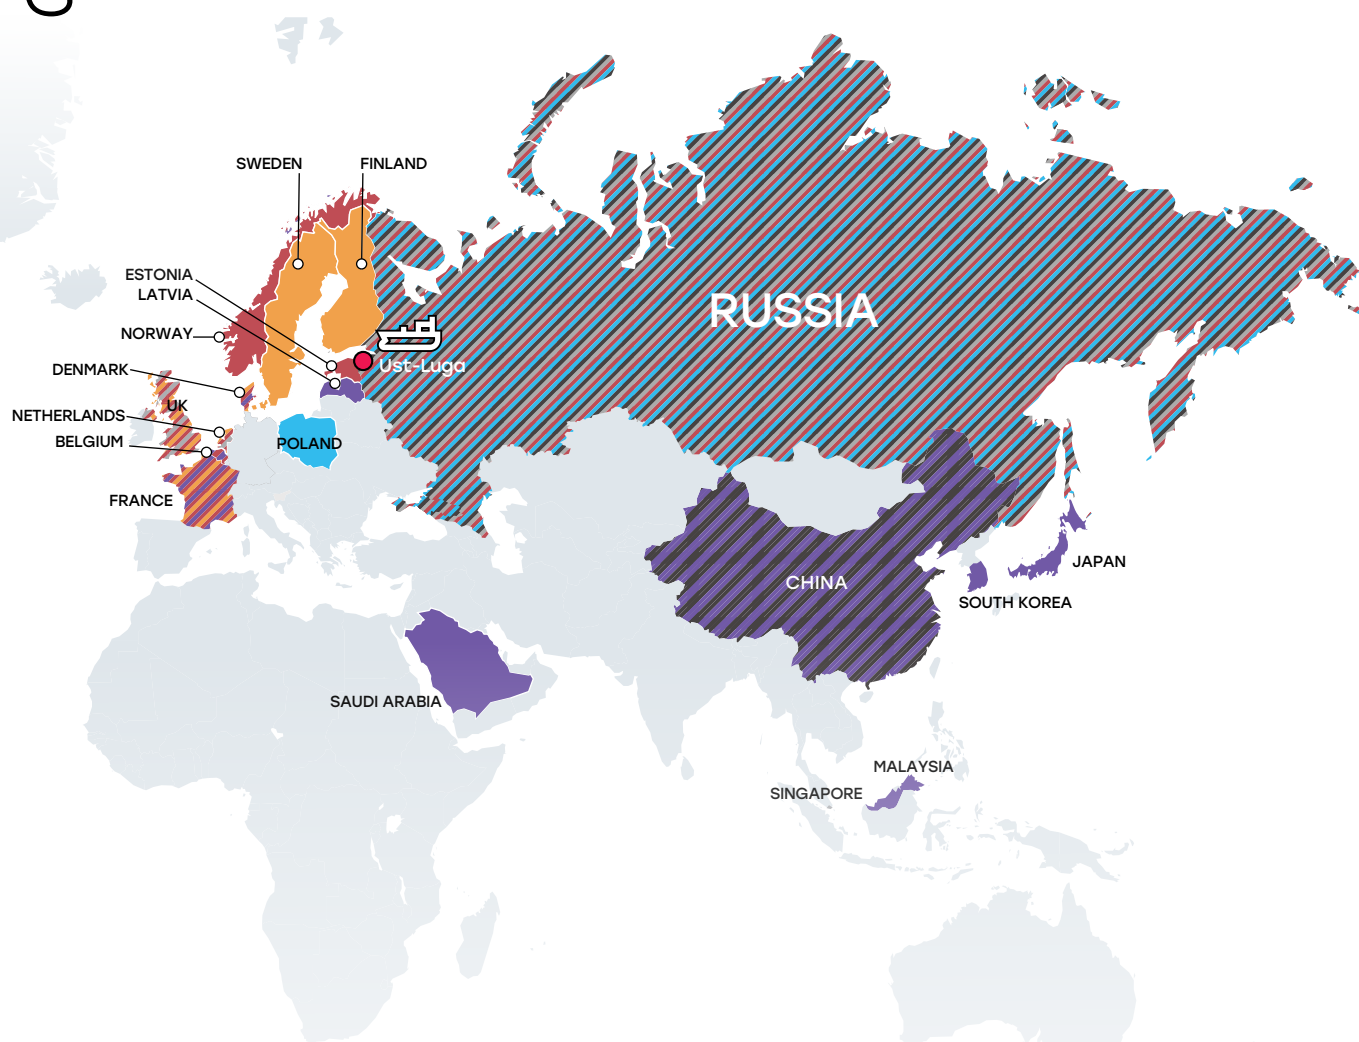 SWEDEN
FINLAND
ESTONIA
LATVIA
RUSSIA
NORWAY
Ust-Luga
DENMARK
UK
NETHERLANDS
BELGIUM
POLAND
FRANCE
CHINA
JAPAN
SOUTH KOREA
SAUDI ARABIA
MALAYSIA
SINGAPORE